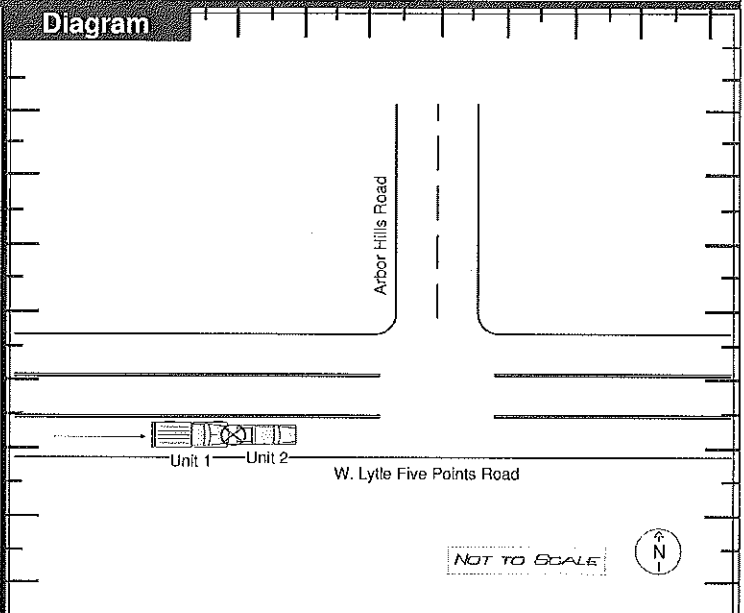 Diagram
Arbor Hills Road
Unit 1
Unit 2
W. Lytle Five Points Road
NOT TO SCALE
N